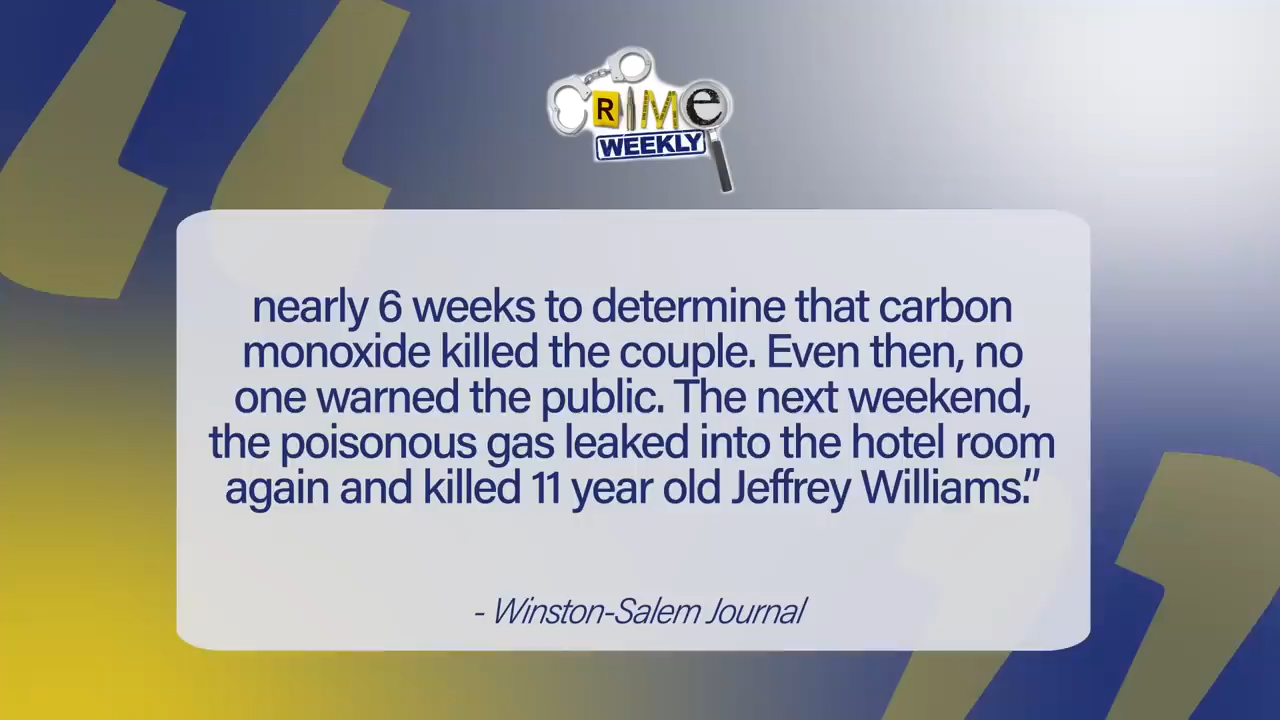 CRIME
WEEKLY
nearly 6 weeks to determine that carbon
monoxide killed the couple. Even then, no
one warned the public. The next weekend,
the poisonous gas leaked into the hotel room
again and killed 11 year old Jeffrey Williams.”
- Winston-Salem Journal